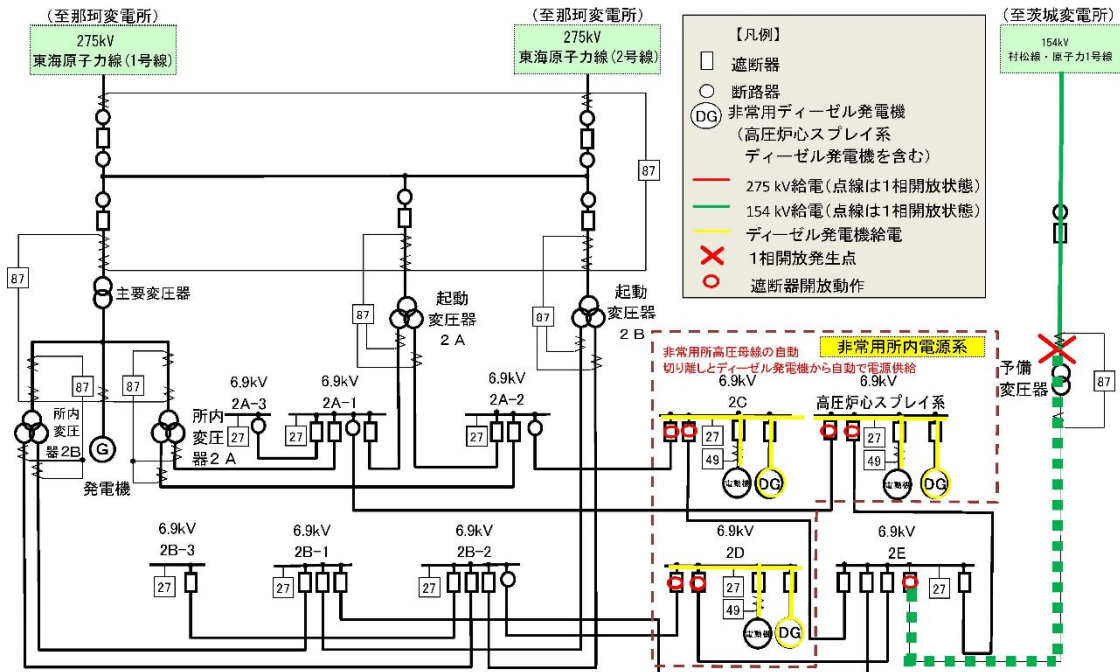 (至那珂変電所)
275kV
東海原子力線(1号線)
(至那珂変電所)
275kV
東海原子力線(2号線)
(至茨城変電所)
154kV
村松線・原子力1号線
【凡例】
遮断器
断路器
DG
非常用ディーゼル発電機
(高圧炉心スプレイ系
ディーゼル発電機を含む)
275 kV給電(点線は1相開放状態)
154 kV給電(点線は1相開放状態)
ディーゼル発電機給電
1相開放発生点
遮断器開放動作
87
87
87
87
主要変圧器
起動
変圧器
2A
起動
変圧器
2B
87
87
所内
変圧
器2B
G
発電機
所内
変圧
器2A
6.9kV
2A-3
27
6.9kV
2A-1
27
6.9kV
2A-2
27
非常用所高圧母線の自動
切り離しとディーゼル発電機から自動で電源供給
非常用所内電源系
6.9kV
2C
27
49
電動機
DG
6.9kV
高圧炉心スプレイ系
27
49
電動機
DG
予備
変圧器
87
6.9kV
2B-3
27
6.9kV
2B-1
27
6.9kV
2B-2
27
6.9kV
2D
27
49
電動機
DG
6.9kV
2E
27